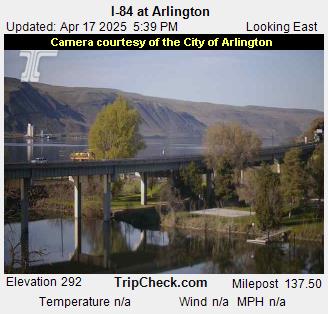 I-84 at Arlington
Updated: Apr 17 2025 5:39 PM Looking East
Camera courtesy of the City of Arlington
Elevation 292 TripCheck.com Milepost 137.50
Temperature n/a Wind n/a MPH n/a